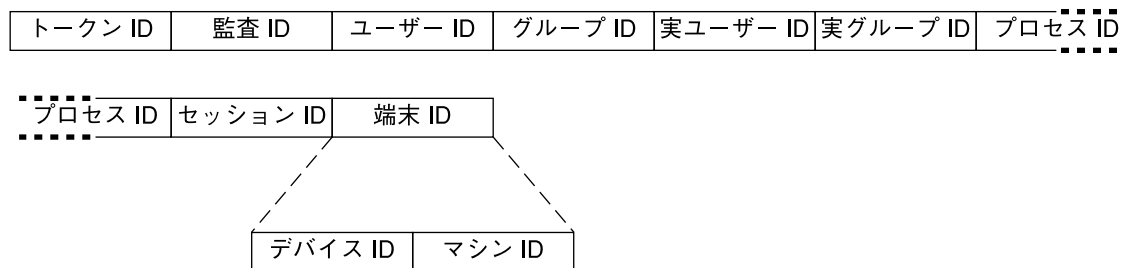 トークン ID 監査 ID ユーザー ID グループ ID 実ユーザー ID 実グループ ID プロセス ID
プロセス ID セッション ID 端末 ID
デバイス ID マシン ID